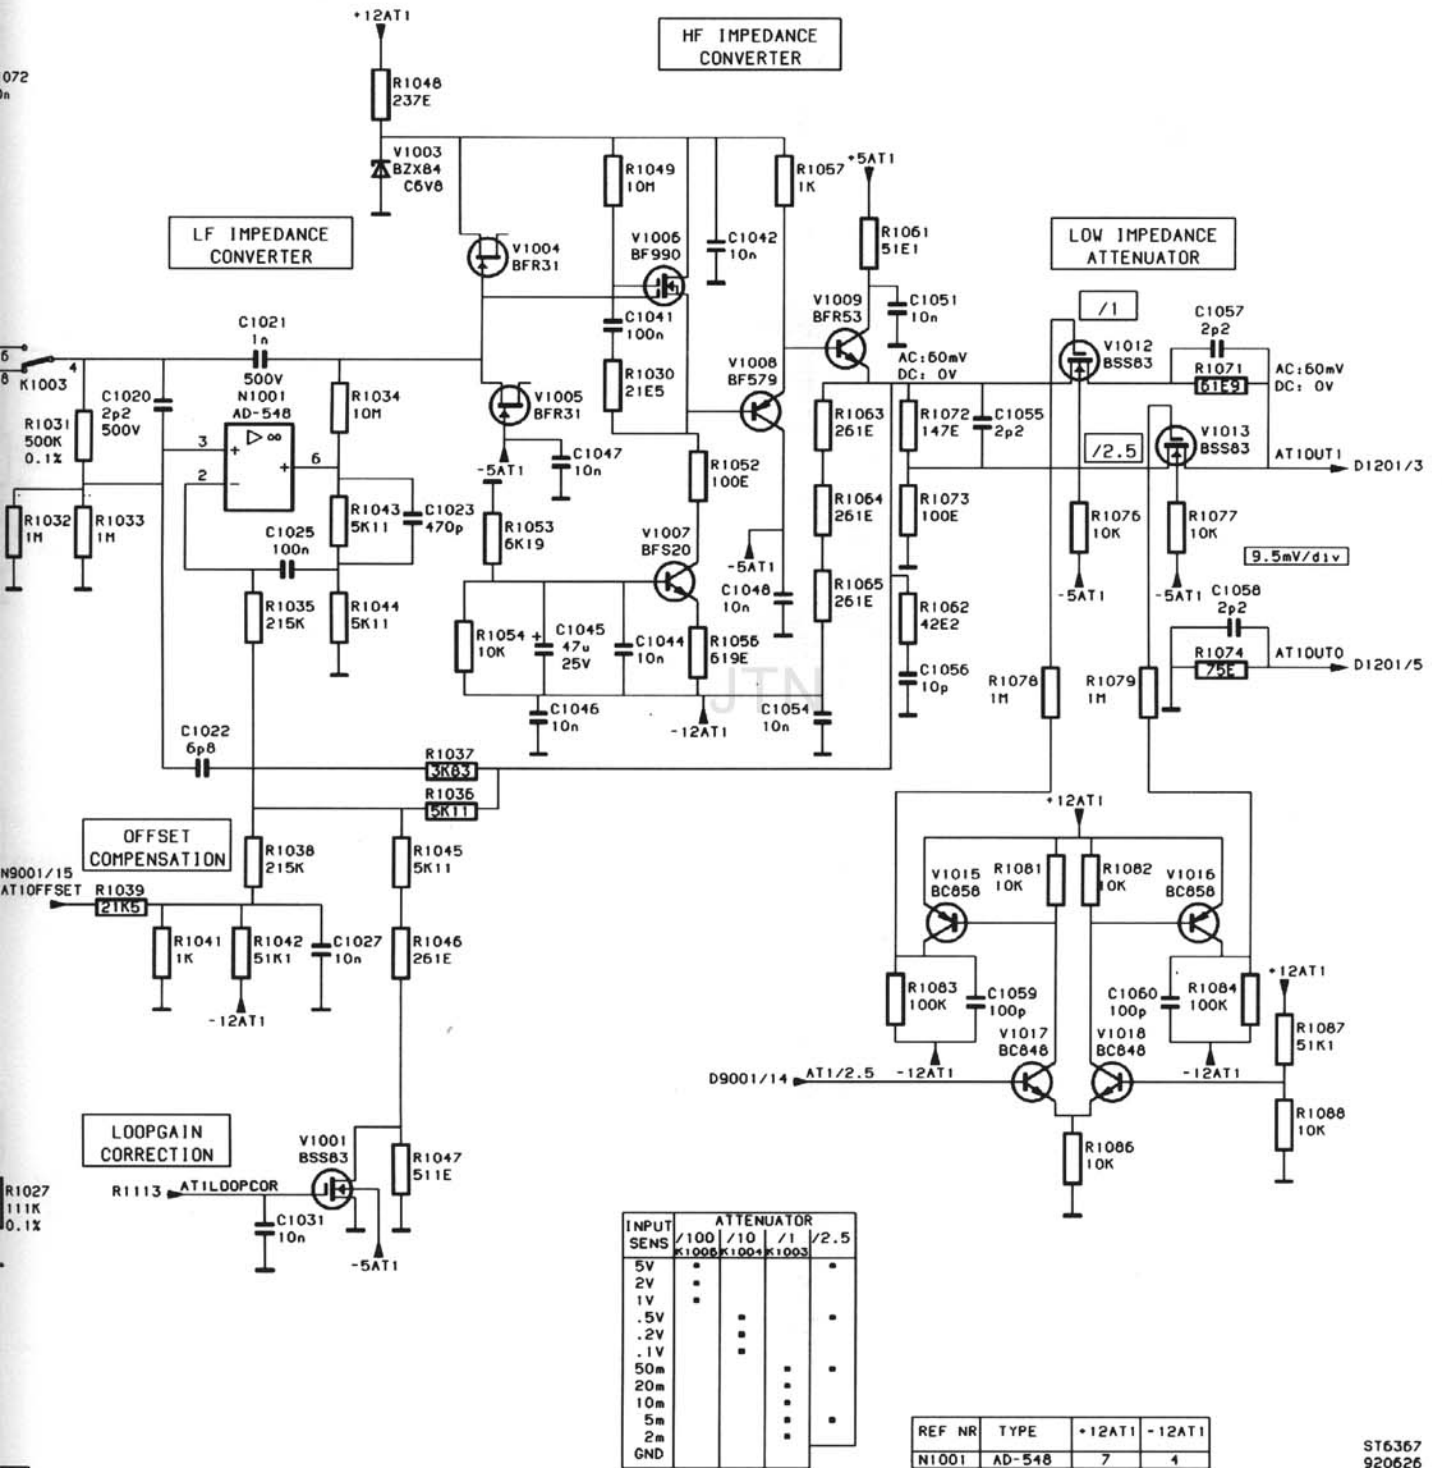 +12AT1
HF IMPEDANCE
CONVERTER
072
0n
R1048
237E
V1003
BZX84
C6V8
R1049
10M
R1057
1K
+5AT1
LF IMPEDANCE
CONVERTER
V1004
BFR31
V1006
BF990
C1042
10n
R1061
51E1
LOW IMPEDANCE
ATTENUATOR
C1021
1n
500V
C1041
100n
V1009
BFR53
C1051
10n
/1
C1057
2p2
6
8
4
K1003
N1001
AD-548
C1020
2p2
500V
R1034
10M
V1005
BFR31
R1030
21E5
V1008
BF579
AC:60mV
DC: 0V
V1012
BSS83
R1071
61E9
AC:60mV
DC: 0V
R1031
500K
0.1%
3
+
▷ ∞
+
6
2
-
-5AT1
C1047
10n
R1052
100E
R1063
261E
R1072
147E
C1055
2p2
/2.5
V1013
BSS83
AT1OUT1
D1201/3
R1032
1M
R1033
1M
C1025
100n
R1043
5K11
C1023
470p
R1053
6K19
V1007
BFS20
R1064
261E
R1073
100E
R1076
10K
R1077
10K
9.5mV/div
-5AT1
C1048
10n
-5AT1
-5AT1
R1035
215K
R1044
5K11
R1054
10K
+
C1045
47u
25V
C1044
10n
R1056
619E
R1065
261E
R1062
42E2
C1058
2p2
R1074
75E
AT1OUT0
D1201/5
JTN
C1056
10p
R1078
1M
R1079
1M
C1046
10n
-12AT1
C1054
10n
C1022
6p8
R1037
3K83
R1036
5K11
+12AT1
OFFSET
COMPENSATION
R1038
215K
R1045
5K11
V1015
BC858
R1081
10K
R1082
10K
V1016
BC858
N9001/15
AT1OFFSET
R1039
21K5
R1041
1K
R1042
51K1
C1027
10n
R1046
261E
-12AT1
R1083
100K
C1059
100p
C1060
100p
R1084
100K
+12AT1
R1087
51K1
V1017
BC848
V1018
BC848
D9001/14
AT1/2.5
-12AT1
-12AT1
R1088
10K
LOOPGAIN
CORRECTION
V1001
BSS83
R1047
511E
R1086
10K
R1113
AT1LOOPCOR
R1027
111K
0.1%
C1031
10n
-5AT1
INPUT
SENS
ATTENUATOR
/100
K1006
/10
K1004
/1
K1003
/2.5
5V
2V
1V
.5V
.2V
.1V
50m
20m
10m
5m
2m
GND
REF NR TYPE +12AT1 -12AT1
N1001 AD-548 7 4
ST6367
920626